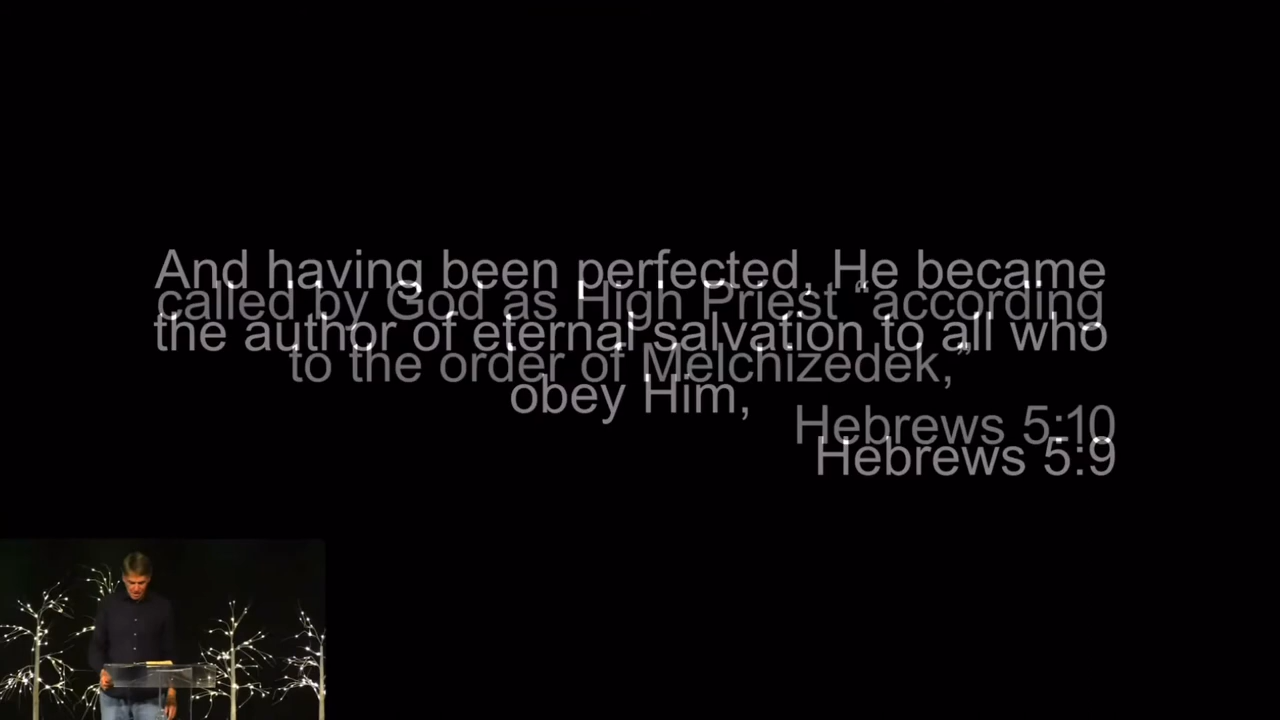 And having been perfected, He became
called by God as High Priest “according
the author of eternal salvation to all who
to the order of Melchizedek,”
obey Him,
Hebrews 5:10
Hebrews 5:9